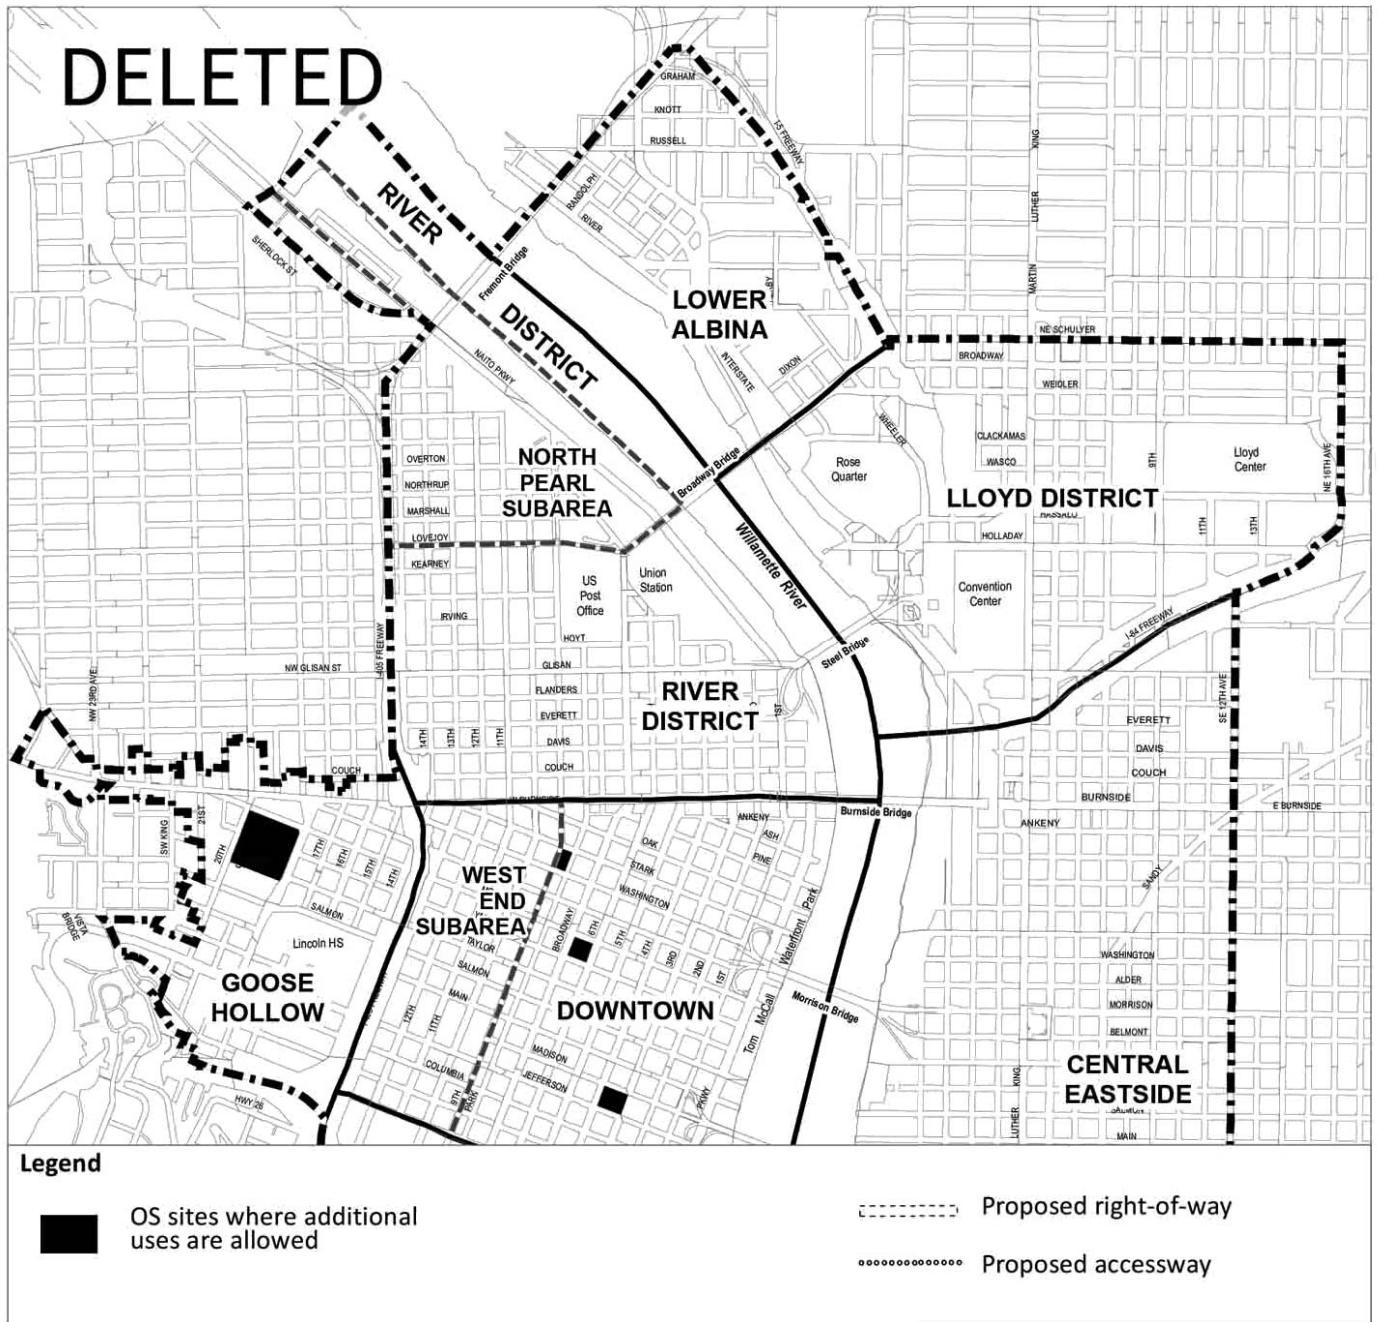 DELETED
GRAHAM
KNOTT
RUSSELL
I-5 FREEWAY
KING
LUTHER
MARTIN
RANDOLPH
RIVER
RIVER
DISTRICT
SHERLOCK ST
Fremont Bridge
NAITO PKWY
LOWER
ALBINA
INTERSTATE
DIXON
NE SCHULYER
BROADWAY
WEIDLER
WHEELER
CLACKAMAS
WASCO
9TH
Lloyd
Center
NE 16TH AVE
Rose
Quarter
LLOYD DISTRICT
HASSALO
HOLLADAY
11TH
13TH
Broadway Bridge
OVERTON
NORTHRUP
MARSHALL
LOVEJOY
KEARNEY
IRVING
NORTH
PEARL
SUBAREA
US
Post
Office
Union
Station
Willamette River
Convention
Center
I-84 FREEWAY
HOYT
Steel Bridge
NW GLISAN ST
I-405 FREEWAY
NW 23RD AVE
GLISAN
FLANDERS
EVERETT
DAVIS
COUCH
14TH
13TH
12TH
11TH
RIVER
DISTRICT
1ST
SE 12TH AVE
EVERETT
DAVIS
COUCH
BURNSIDE
ANKENY
E BURNSIDE
SANDY
COUCH
Burnside Bridge
ANKENY
ASH
PINE
OAK
STARK
WASHINGTON
SW KING
21ST
20TH
17TH
16TH
15TH
14TH
VISTA
BRIDGE
SALMON
Lincoln HS
GOOSE
HOLLOW
HWY 26
WEST
END
SUBAREA
TAYLOR
SALMON
MAIN
12TH
11TH
COLUMBIA
9TH
PARK
BROADWAY
6TH
5TH
4TH
3RD
2ND
1ST
DOWNTOWN
MADISON
JEFFERSON
PKWY
Tom McCall Waterfront Park
Morrison Bridge
WASHINGTON
ALDER
MORRISON
BELMONT
CENTRAL
EASTSIDE
KING
LUTHER
MAIN
Legend
OS sites where additional
uses are allowed
Proposed right-of-way
Proposed accessway